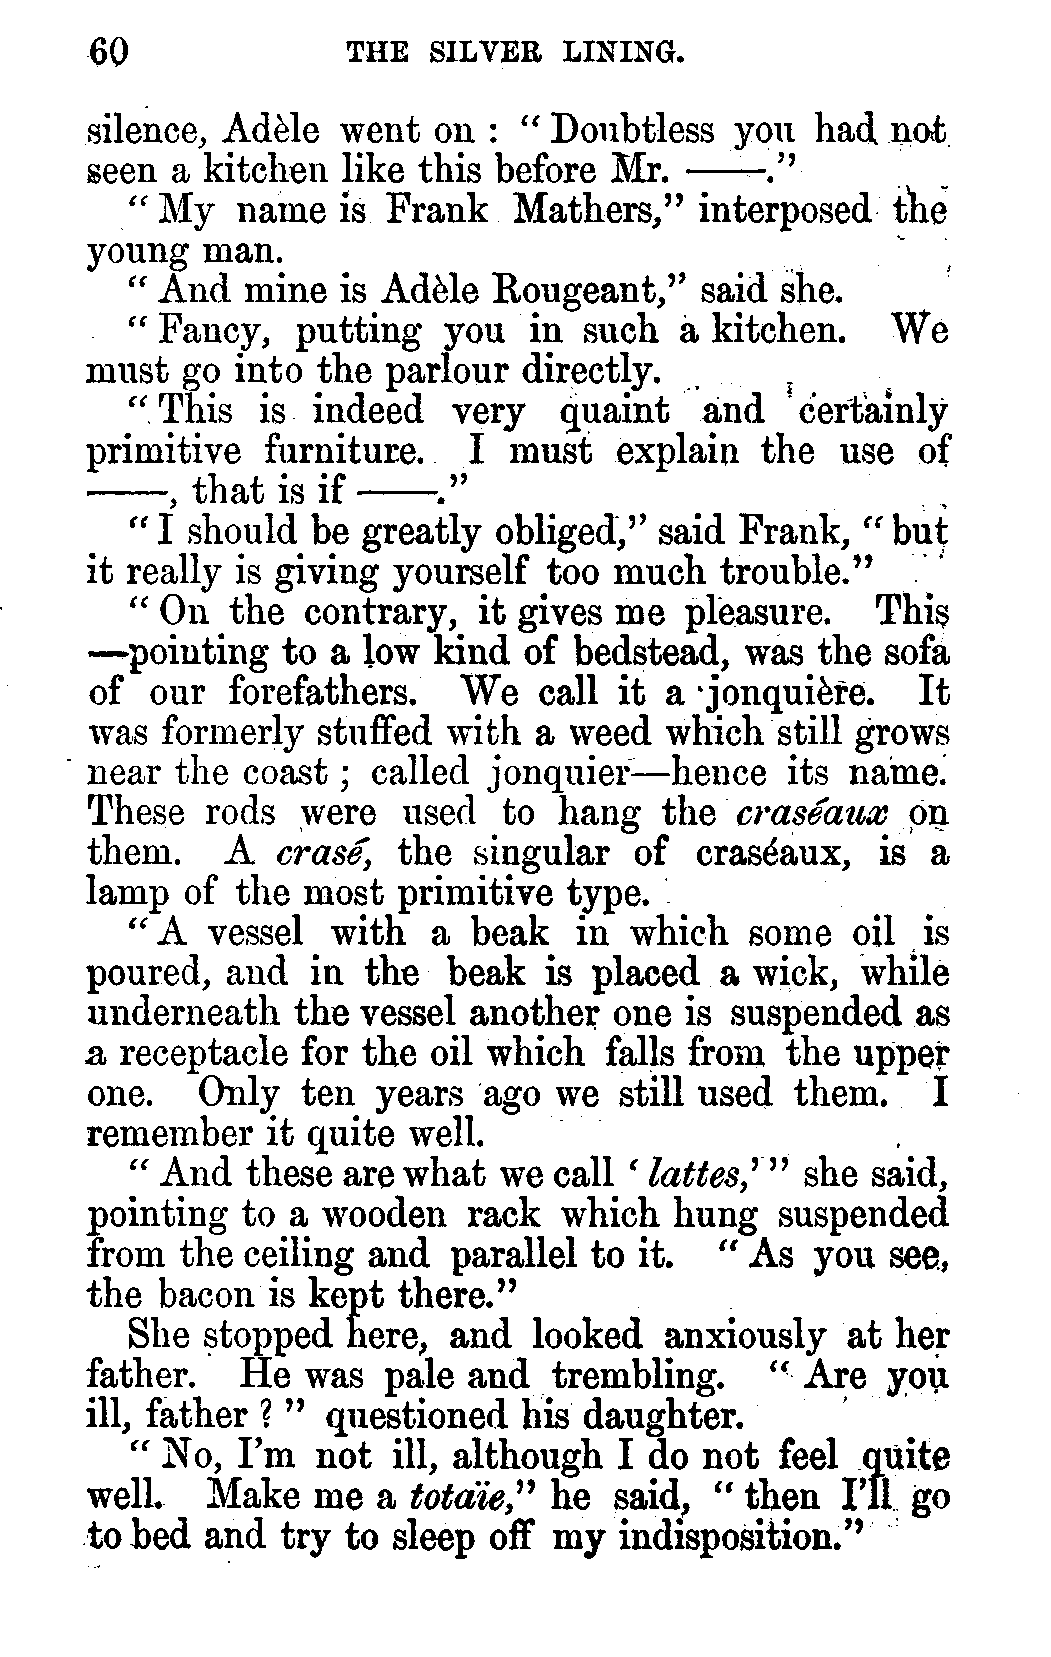 60 THE SILVER LINING.
silence, Adèle went on : “ Doubtless you had not
seen a kitchen like this before Mr. ——.”
“ My name is Frank Mathers,” interposed the
young man.
“ And mine is Adèle Rougeant,” said she.
“ Fancy, putting you in such a kitchen. We
must go into the parlour directly.
“ This is indeed very quaint and certainly
primitive furniture. I must explain the use of
——, that is if ——.”
“ I should be greatly obliged,” said Frank, “ but
it really is giving yourself too much trouble.”
“ On the contrary, it gives me pleasure. This
—pointing to a low kind of bedstead, was the sofa
of our forefathers. We call it a jonquière. It
was formerly stuffed with a weed which still grows
near the coast ; called jonquier—hence its name.
These rods were used to hang the craséaux on
them. A crasé, the singular of craséaux, is a
lamp of the most primitive type.
“ A vessel with a beak in which some oil is
poured, and in the beak is placed a wick, while
underneath the vessel another one is suspended as
a receptacle for the oil which falls from the upper
one. Only ten years ago we still used them. I
remember it quite well.
“ And these are what we call ‘ lattes,’ ” she said,
pointing to a wooden rack which hung suspended
from the ceiling and parallel to it. “ As you see,
the bacon is kept there.”
She stopped here, and looked anxiously at her
father. He was pale and trembling. “ Are you
ill, father ? ” questioned his daughter.
“ No, I’m not ill, although I do not feel quite
well. Make me a totaïe,” he said, “ then I’ll go
to bed and try to sleep off my indisposition.”